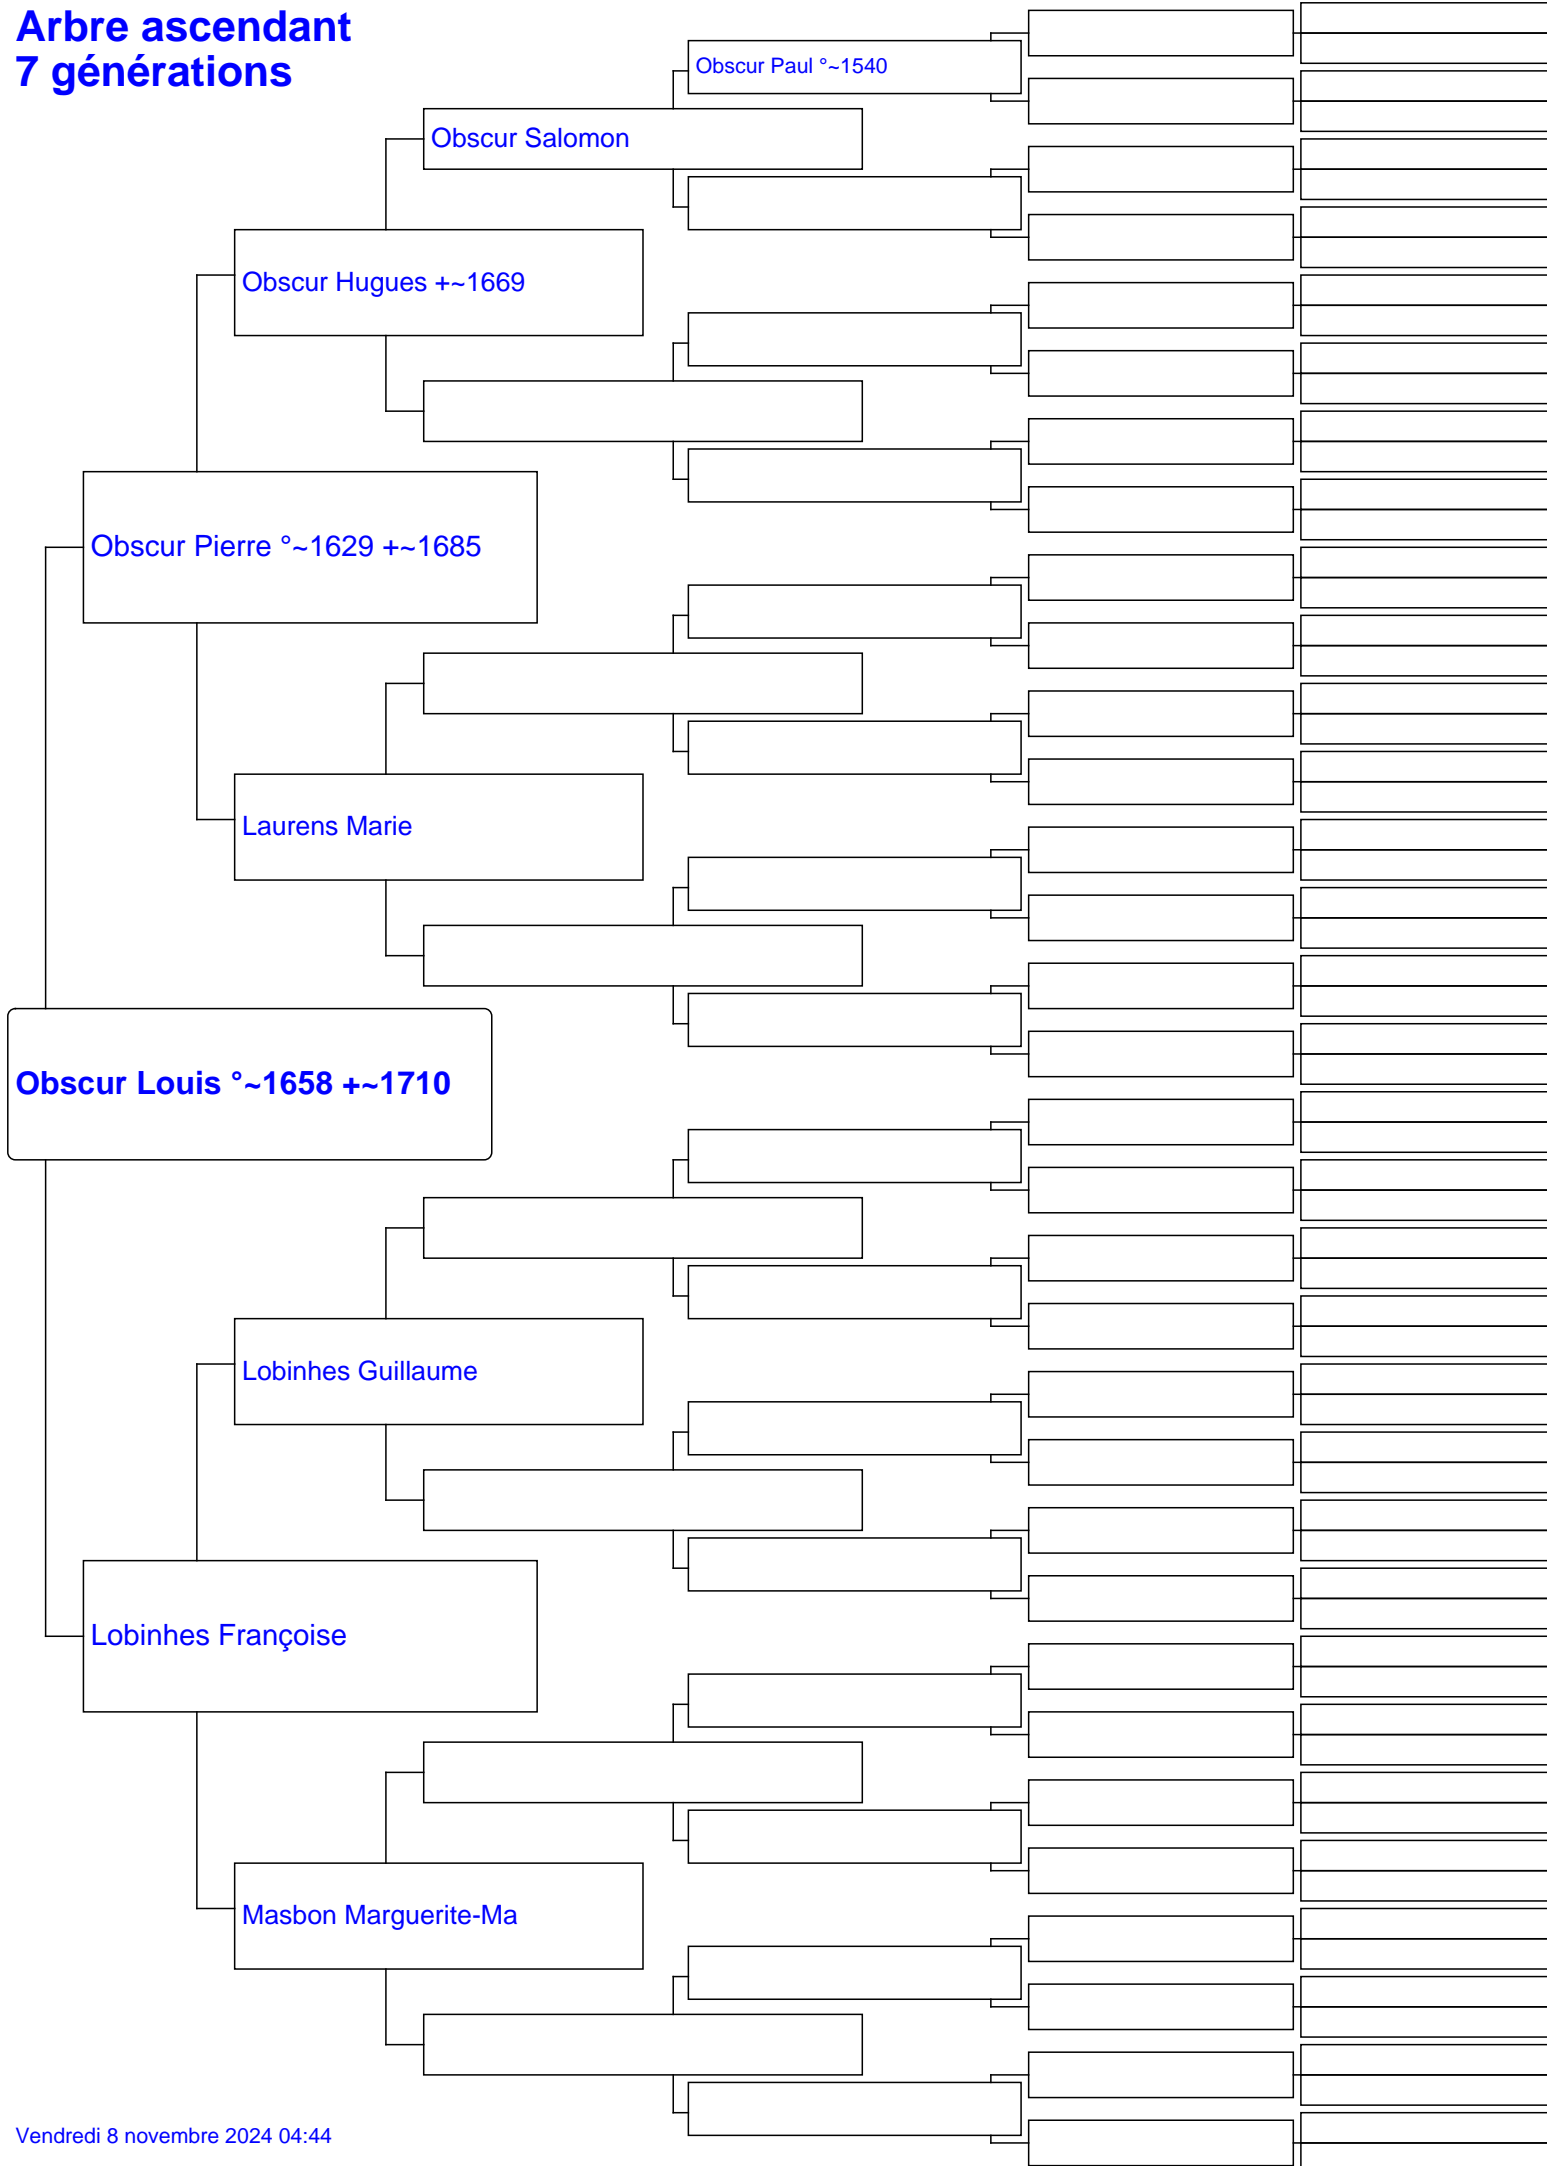 Arbre ascendant
7 générations
Obscur Paul °~1540
Obscur Salomon
Obscur Hugues +~1669
Obscur Pierre °~1629 +~1685
Laurens Marie
Obscur Louis °~1658 +~1710
Lobinhes Guillaume
Lobinhes Françoise
Masbon Marguerite-Ma
Vendredi 8 novembre 2024 04:44